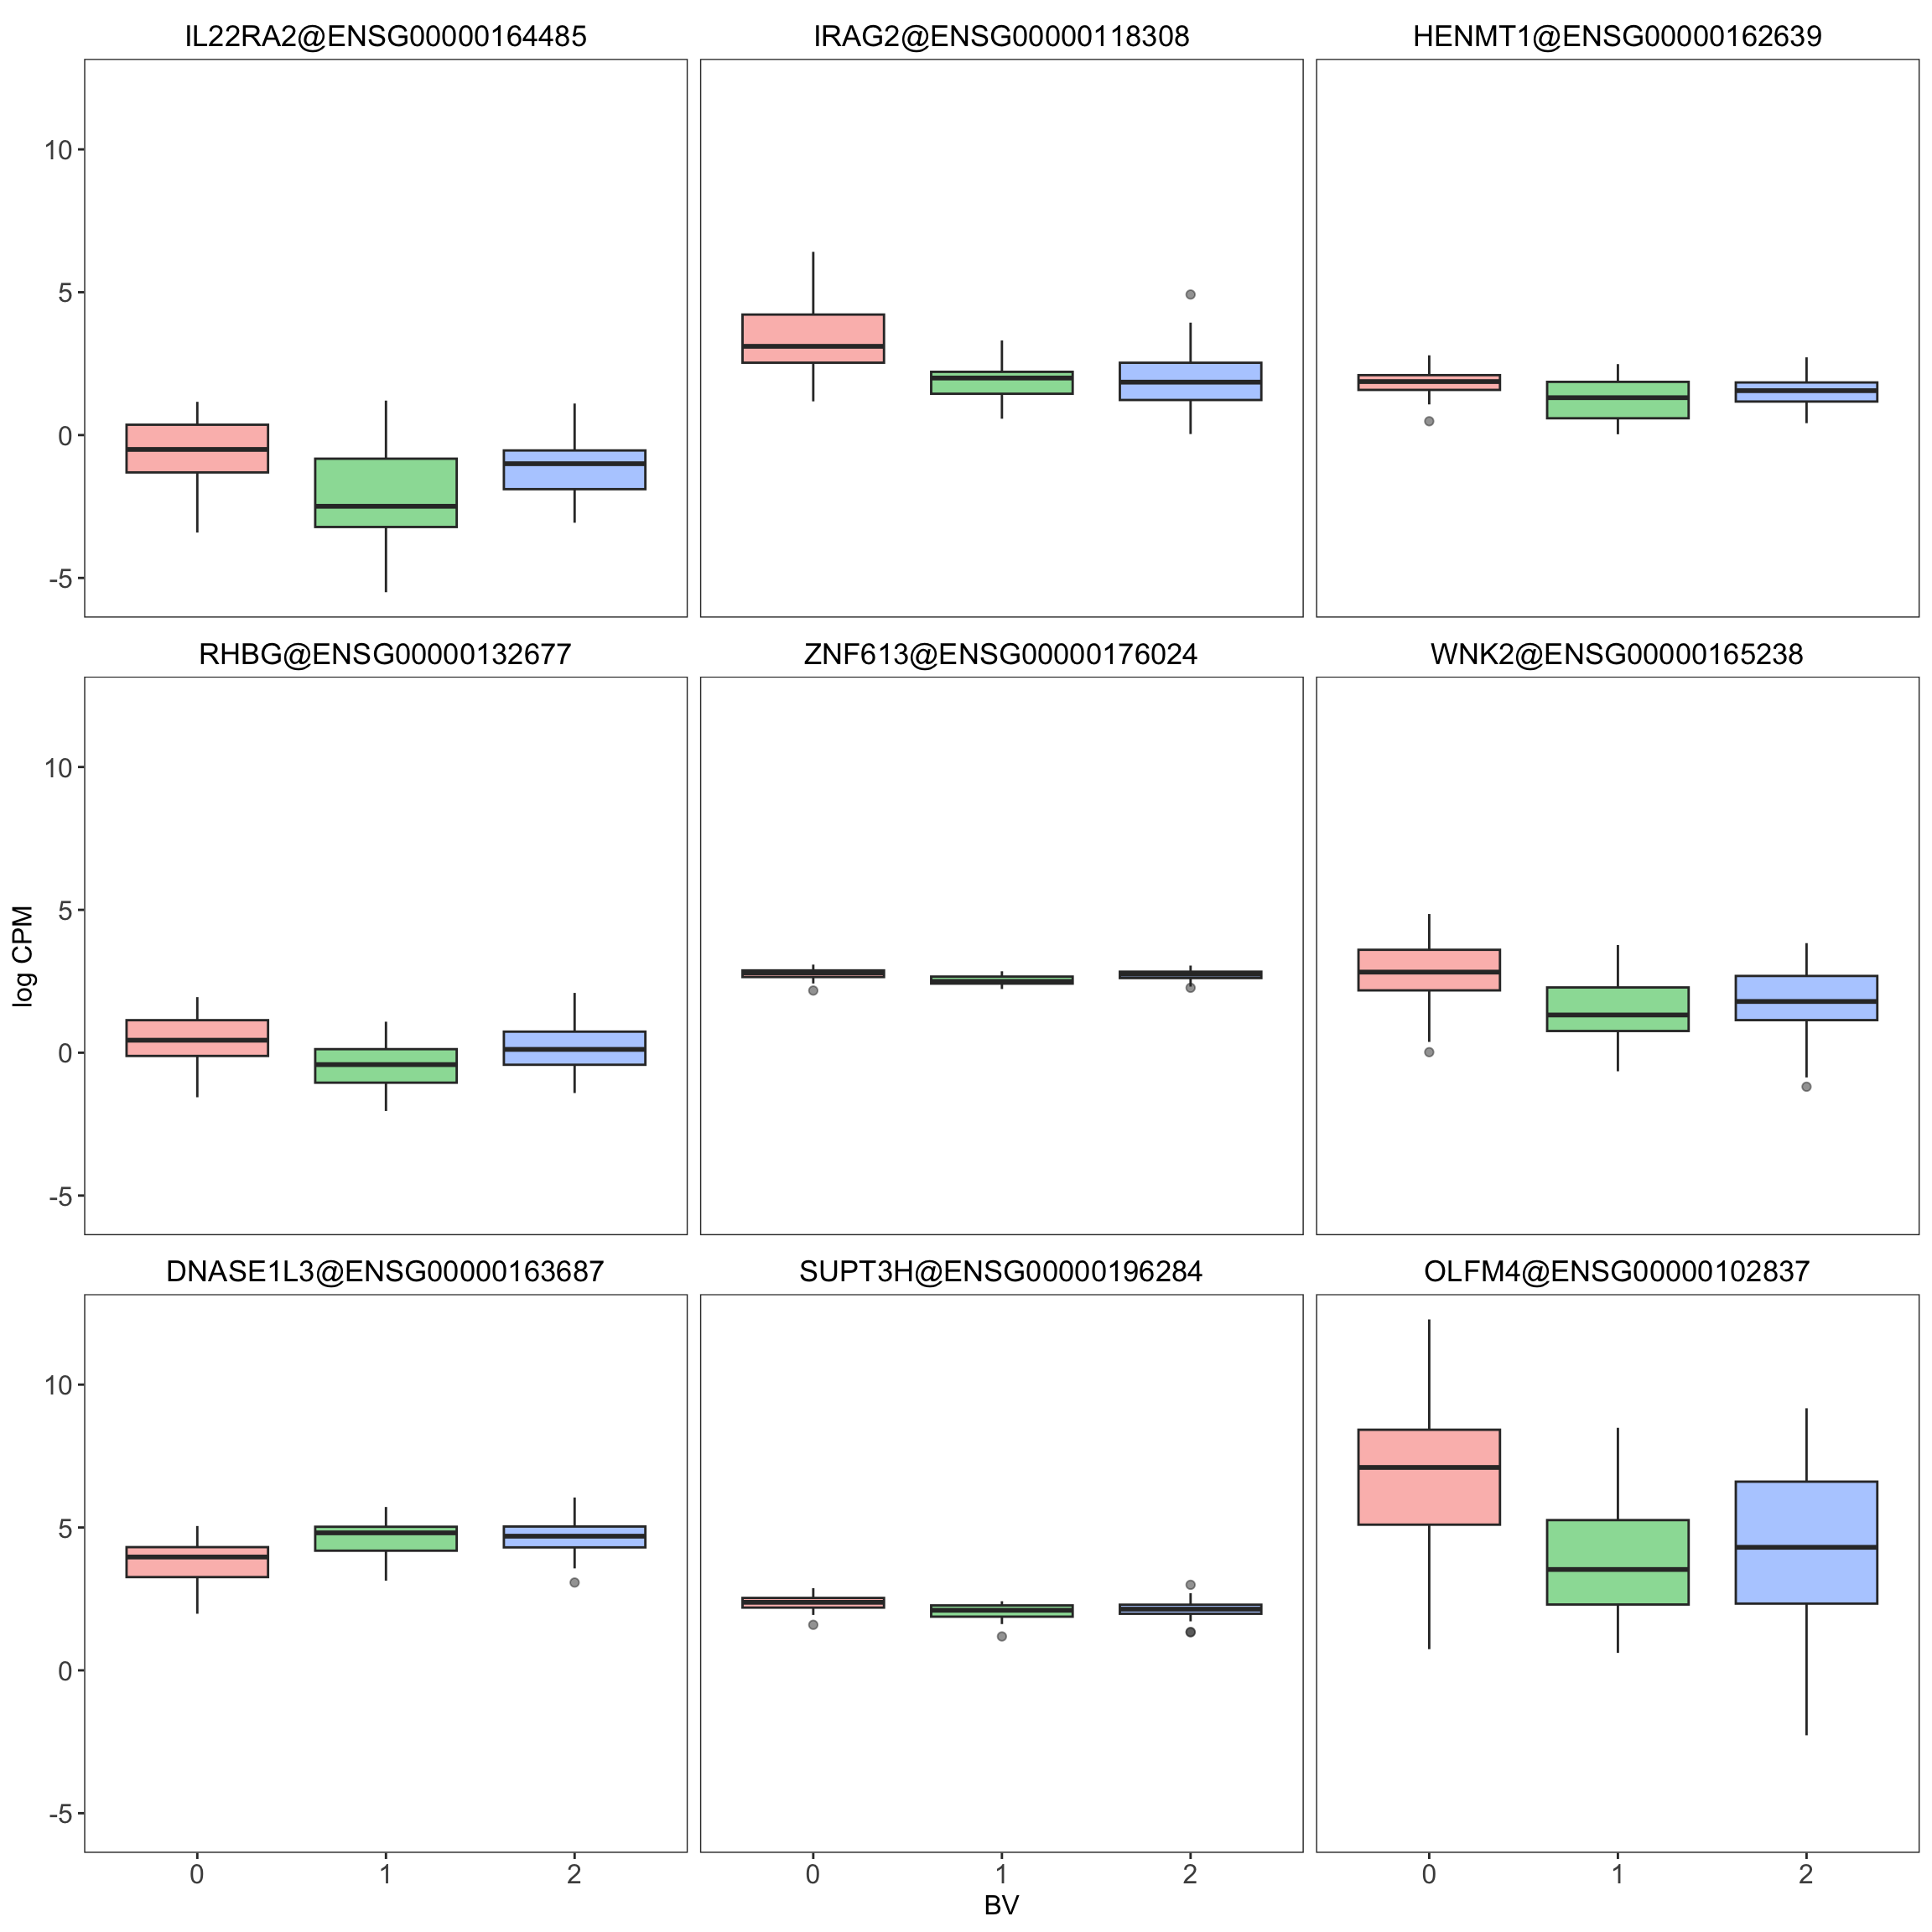 IL22RA2@ENSG00000164485 IRAG2@ENSG00000118308 HENMT1@ENSG00000162639
10
5
0
-5
RHBG@ENSG00000132677 ZNF613@ENSG00000176024 WNK2@ENSG00000165238
10
5
0
-5
log CPM
DNASE1L3@ENSG00000163687 SUPT3H@ENSG00000196284 OLFM4@ENSG00000102837
10
5
0
-5
0 1 2 0 1 2 0 1 2
BV